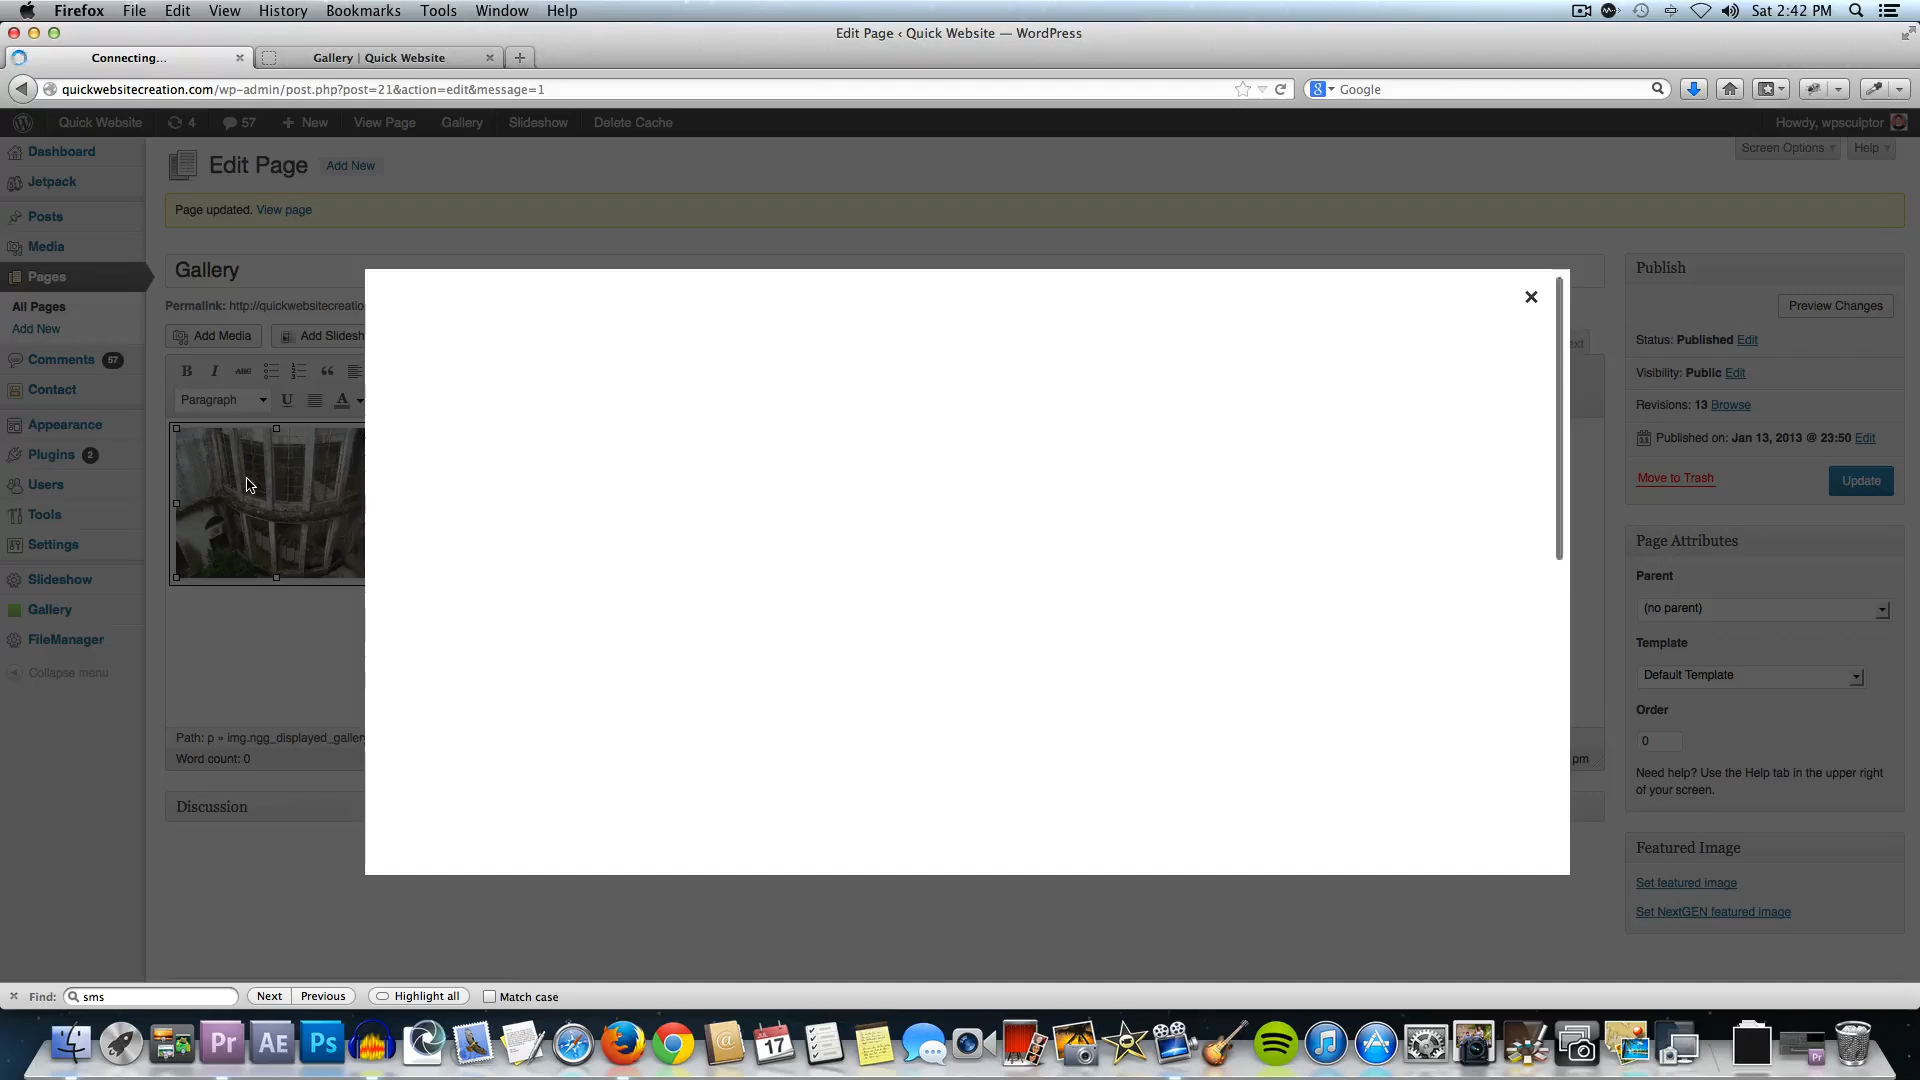 Firefox File Edit View History Bookmarks Tools Window Help Sat 2:42 PM
Edit Page ‹ Quick Website — WordPress
Connecting... Gallery | Quick Website
quickwebsitecreation.com/wp-admin/post.php?post=21&action=edit&message=1 Google
Quick Website 4 57 + New View Page Gallery Slideshow Delete Cache Howdy, wpsculptor
Screen Options Help
Dashboard
Jetpack
Posts
Media
Pages
All Pages
Add New
Comments 57
Contact
Appearance
Plugins 2
Users
Tools
Settings
Slideshow
Gallery
FileManager
Collapse menu
Edit Page Add New
Page updated. View page
Gallery
Permalink: http://quickwebsitecreatio
Add Media Add Slidesh
B I ABC
Paragraph U A
Path: p » img.ngg_displayed_gallery
Word count: 0
pm
Discussion
Publish
Preview Changes
Status: Published Edit
Visibility: Public Edit
Revisions: 13 Browse
Published on: Jan 13, 2013 @ 23:50 Edit
Move to Trash Update
Page Attributes
Parent
(no parent)
Template
Default Template
Order
0
Need help? Use the Help tab in the upper right
of your screen.
Featured Image
Set featured image
Set NextGEN featured image
Find: sms Next Previous Highlight all Match case
Pr AE Ps 17